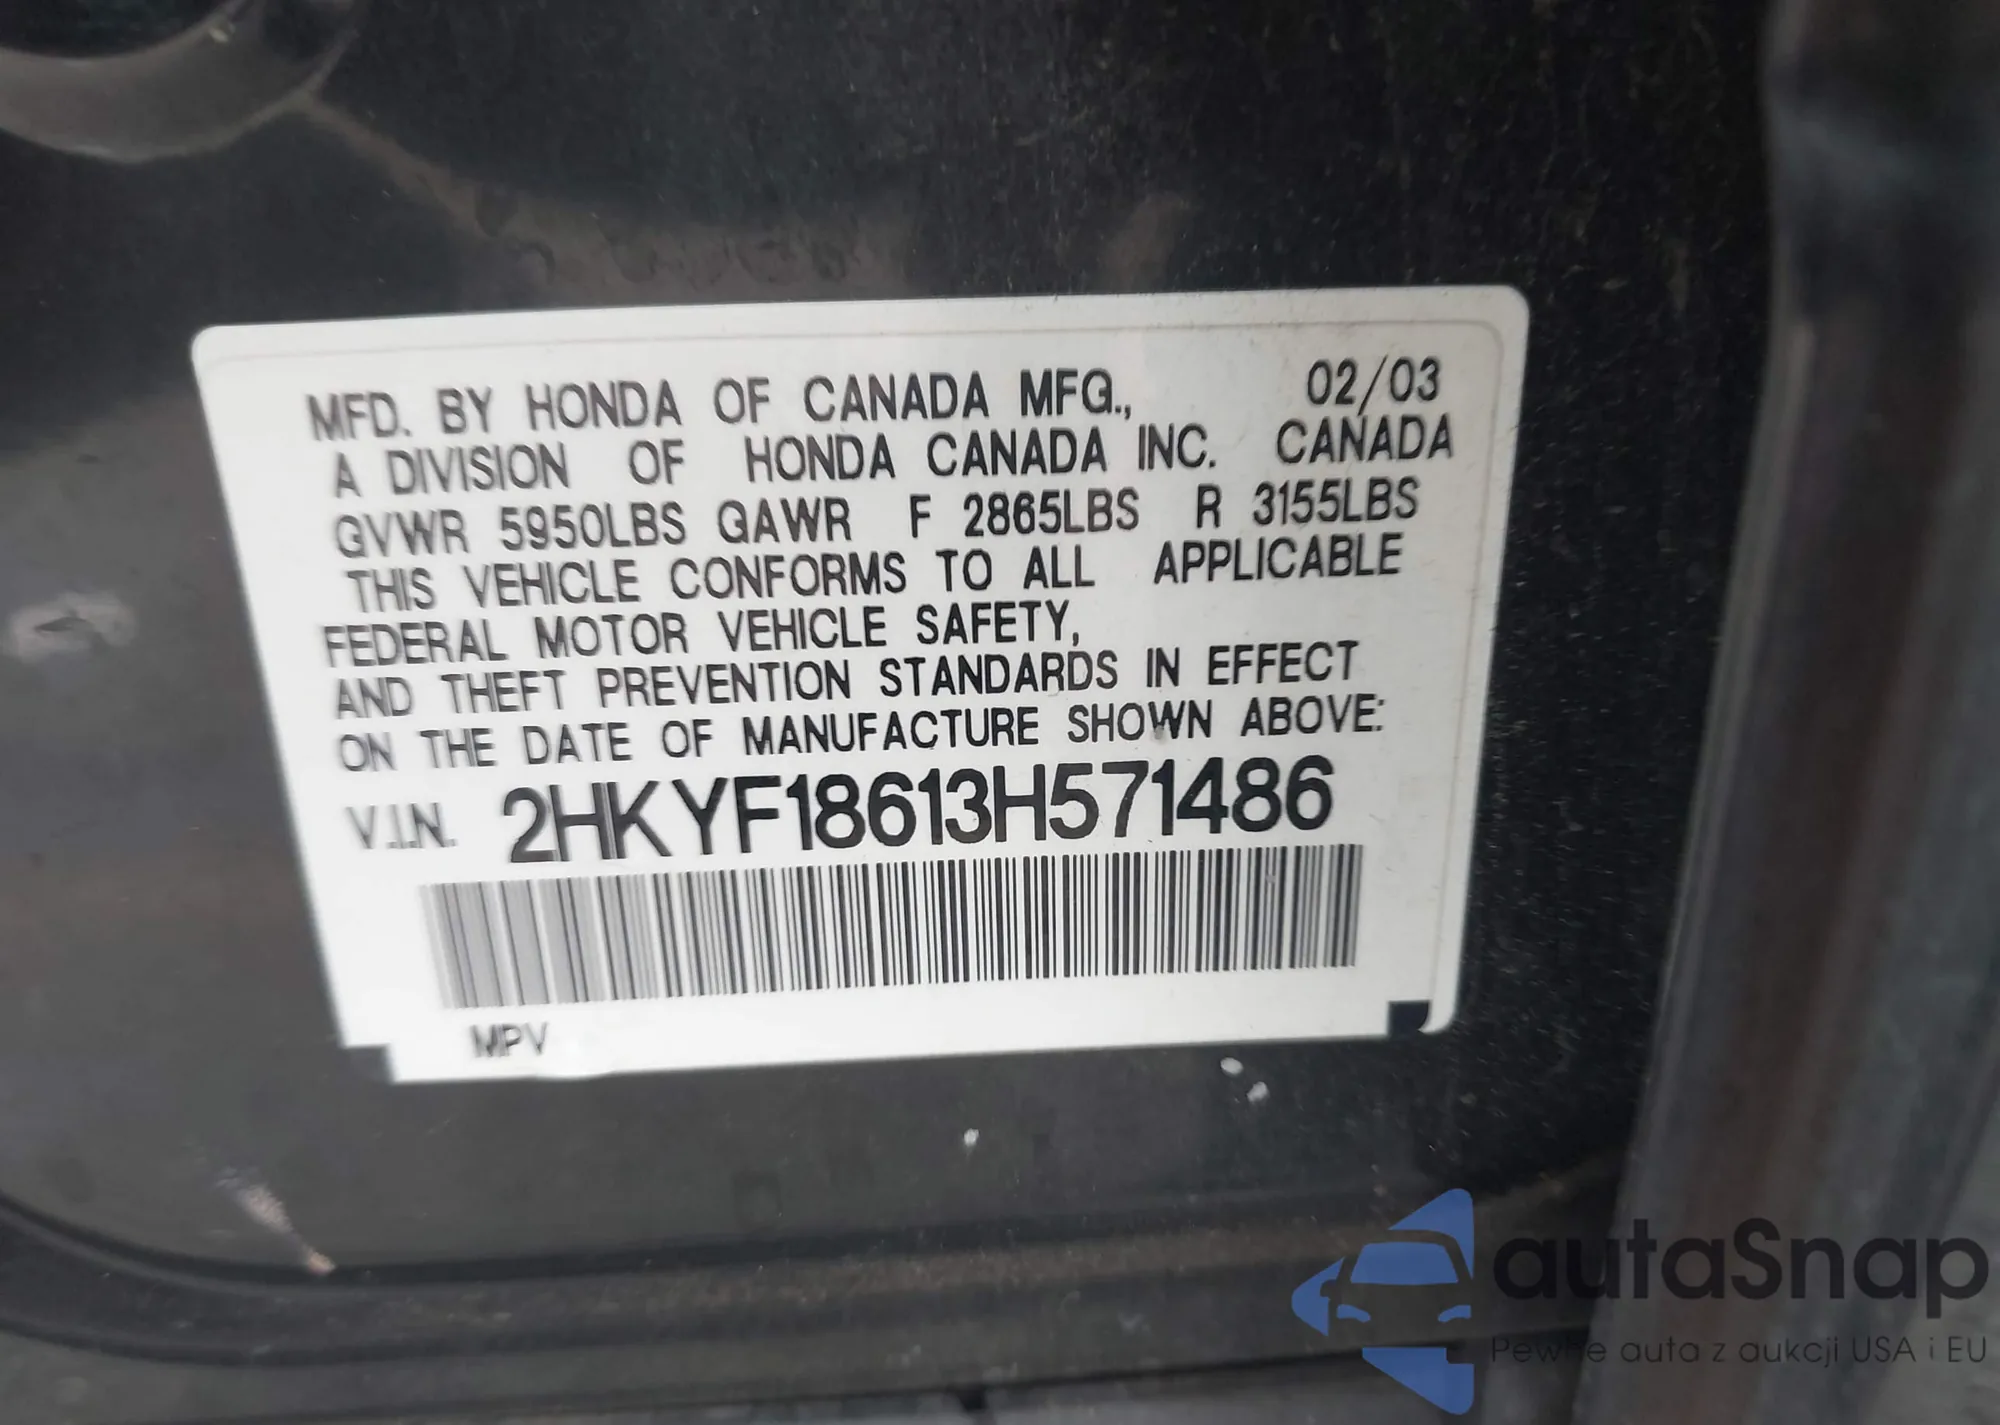 MFD. BY HONDA OF CANADA MFG., 02/03
A DIVISION OF HONDA CANADA INC. CANADA
GVWR 5950LBS GAWR F 2865LBS R 3155LBS
THIS VEHICLE CONFORMS TO ALL APPLICABLE
FEDERAL MOTOR VEHICLE SAFETY,
AND THEFT PREVENTION STANDARDS IN EFFECT
ON THE DATE OF MANUFACTURE SHOWN ABOVE:
V.I.N. 2HKYF18613H571486
MPV
autaSnap
Pewne auta z aukcji USA i EU